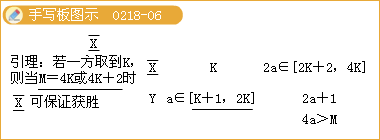 手写板图示 0218-06
X
引理：若一方取到K，
则当M=4K或4K+2时
X 可保证获胜
X K 2a∈[2K+2，4K]
Y a∈[K+1，2K] 2a+1
4a＞M